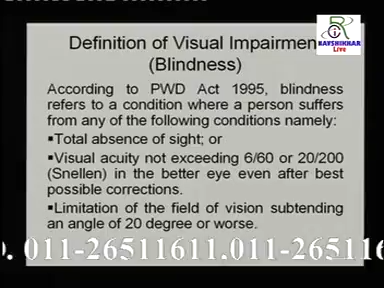 RAVSHIKKAR
Live
Definition of Visual Impairmen
(Blindness)
According to PWD Act 1995, blindness
refers to a condition where a person suffers
from any of the following conditions namely:
▪Total absence of sight; or
▪Visual acuity not exceeding 6/60 or 20/200
(Snellen) in the better eye even after best
possible corrections.
▪Limitation of the field of vision subtending
an angle of 20 degree or worse.
011-26511611.011-26511